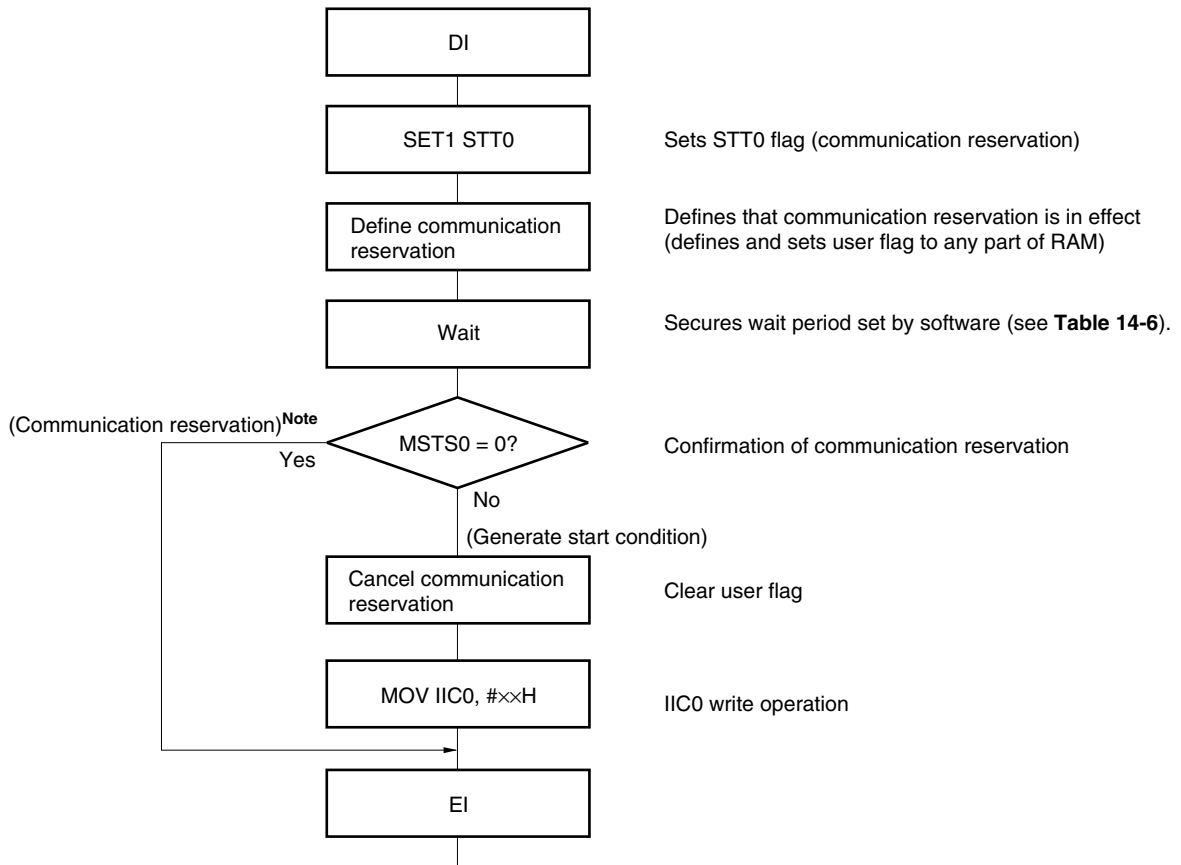 DI
SET1 STT0
Sets STT0 flag (communication reservation)
Define communication
reservation
Defines that communication reservation is in effect
(defines and sets user flag to any part of RAM)
Wait
Secures wait period set by software (see Table 14-6).
(Communication reservation)Note
Yes
MSTS0 = 0?
Confirmation of communication reservation
No
(Generate start condition)
Cancel communication
reservation
Clear user flag
MOV IIC0, #××H
IIC0 write operation
EI